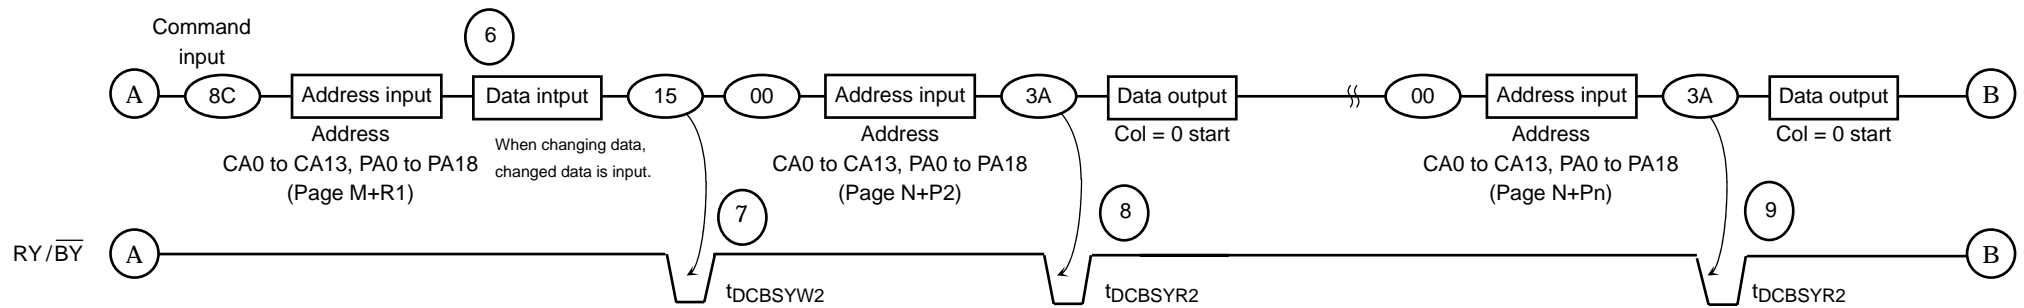 Command
input
6
A
8C
Address input
Data intput
15
00
Address input
3A
Data output
00
Address input
3A
Data output
B
Address
CA0 to CA13, PA0 to PA18
(Page M+R1)
When changing data,
changed data is input.
Address
CA0 to CA13, PA0 to PA18
(Page N+P2)
Col = 0 start
Address
CA0 to CA13, PA0 to PA18
(Page N+Pn)
Col = 0 start
7
8
9
RY/B̅Y̅
A
B
tDCBSYW2
tDCBSYR2
tDCBSYR2